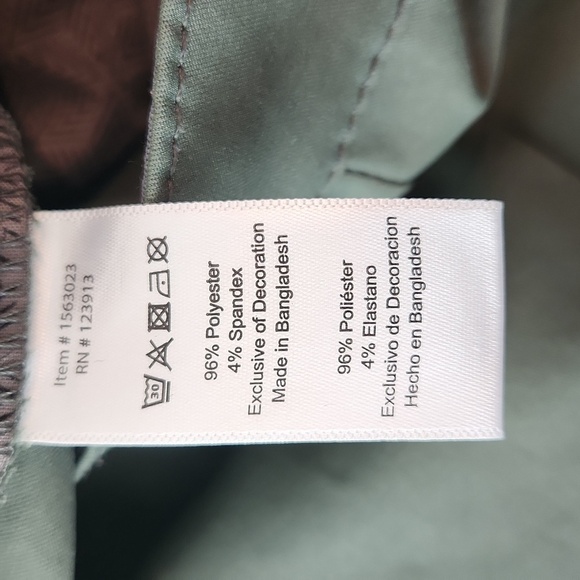 Item # 1563023
RN # 123913
30
96% Polyester
4% Spandex
Exclusive of Decoration
Made in Bangladesh
96% Poliéster
4% Elastano
Exclusivo de Decoracion
Hecho en Bangladesh